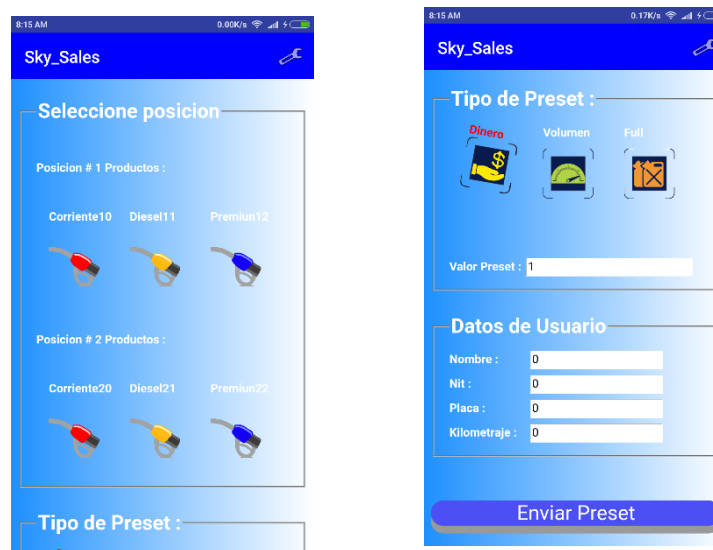 8:15 AM 0.00K/s
Sky_Sales
Seleccione posicion
Posicion # 1 Productos :
Corriente10 Diesel11 Premiun12
Posicion # 2 Productos :
Corriente20 Diesel21 Premiun22
Tipo de Preset :
8:15 AM 0.17K/s
Sky_Sales
Tipo de Preset :
Dinero Volumen Full
Valor Preset : 1
Datos de Usuario
Nombre : 0
Nit : 0
Placa : 0
Kilometraje : 0
Enviar Preset